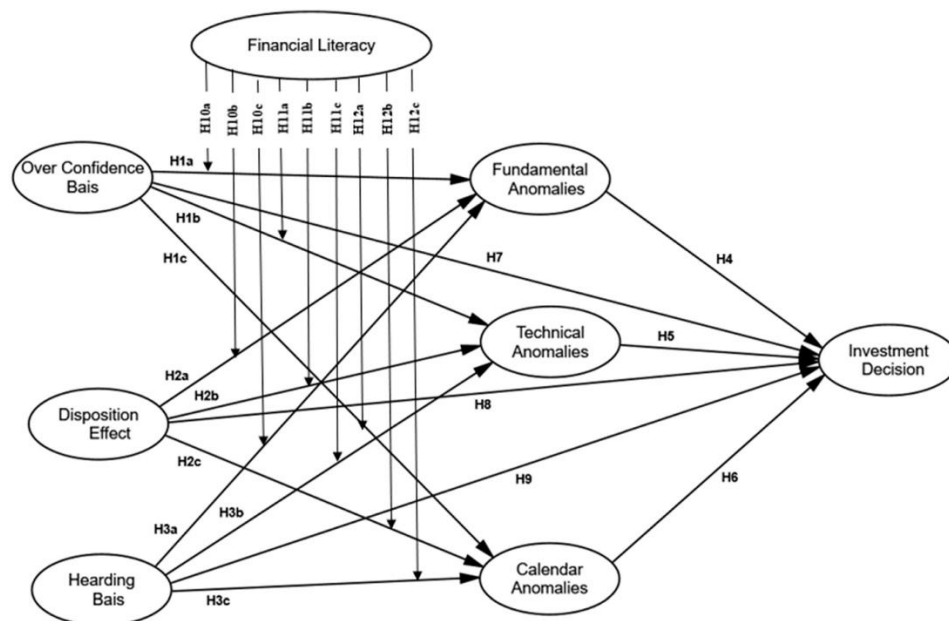 Financial Literacy
H10a
H10b
H10c
H11a
H11b
H11c
H12a
H12b
H12c
Over Confidence
Bais
H1a
Fundamental
Anomalies
H1b
H1c
H7
H4
Technical
Anomalies
H5
Investment
Decision
H2a
H2b
H8
Disposition
Effect
H2c
H9
H6
H3a
H3b
Hearding
Bais
H3c
Calendar
Anomalies